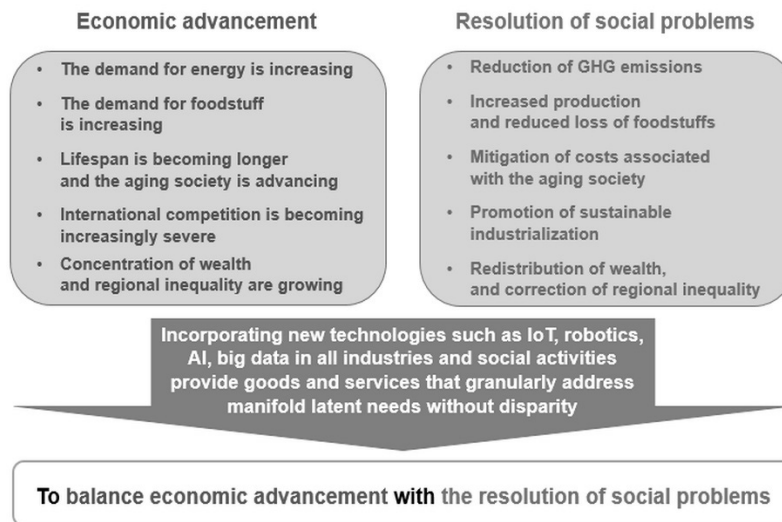 Economic advancement
• The demand for energy is increasing
• The demand for foodstuff
is increasing
• Lifespan is becoming longer
and the aging society is advancing
• International competition is becoming
increasingly severe
• Concentration of wealth
and regional inequality are growing
Resolution of social problems
• Reduction of GHG emissions
• Increased production
and reduced loss of foodstuffs
• Mitigation of costs associated
with the aging society
• Promotion of sustainable
industrialization
• Redistribution of wealth,
and correction of regional inequality
Incorporating new technologies such as IoT, robotics,
AI, big data in all industries and social activities
provide goods and services that granularly address
manifold latent needs without disparity
To balance economic advancement with the resolution of social problems